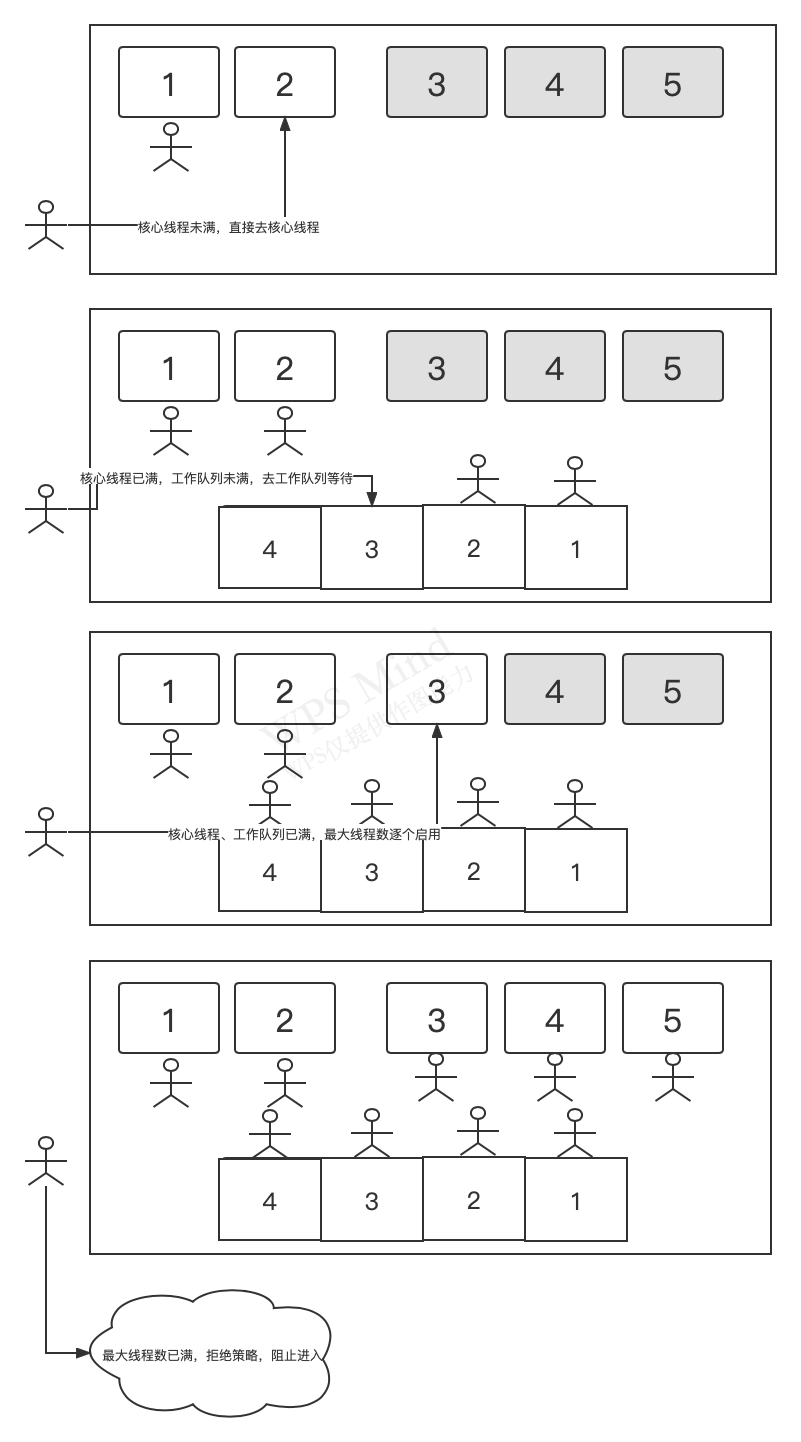 1 2 3 4 5
核心线程未满，直接去核心线程
1 2 3 4 5
核心线程已满，工作队列未满，去工作队列等待
4 3 2 1
1 2 3 4 5
WPS Mind
WPS仅提供作图能力
核心线程、工作队列已满，最大线程数逐个启用
4 3 2 1
1 2 3 4 5
4 3 2 1
最大线程数已满，拒绝策略，阻止进入